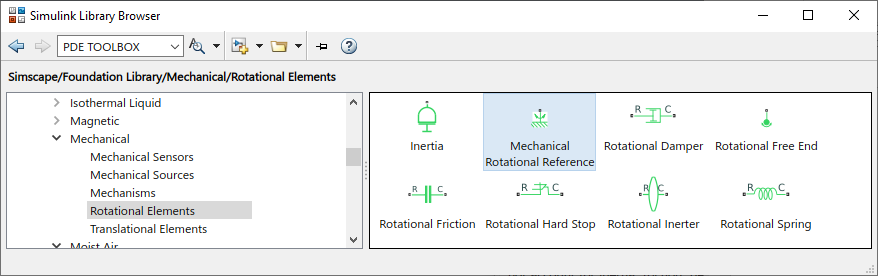 Simulink Library Browser
PDE TOOLBOX
Simscape/Foundation Library/Mechanical/Rotational Elements
Isothermal Liquid
Magnetic
Mechanical
Mechanical Sensors
Mechanical Sources
Mechanisms
Rotational Elements
Translational Elements
Moist Air
R C
Inertia
Mechanical
Rotational Reference
Rotational Damper
Rotational Free End
R C
R C
R C
R C
Rotational Friction
Rotational Hard Stop
Rotational Inerter
Rotational Spring